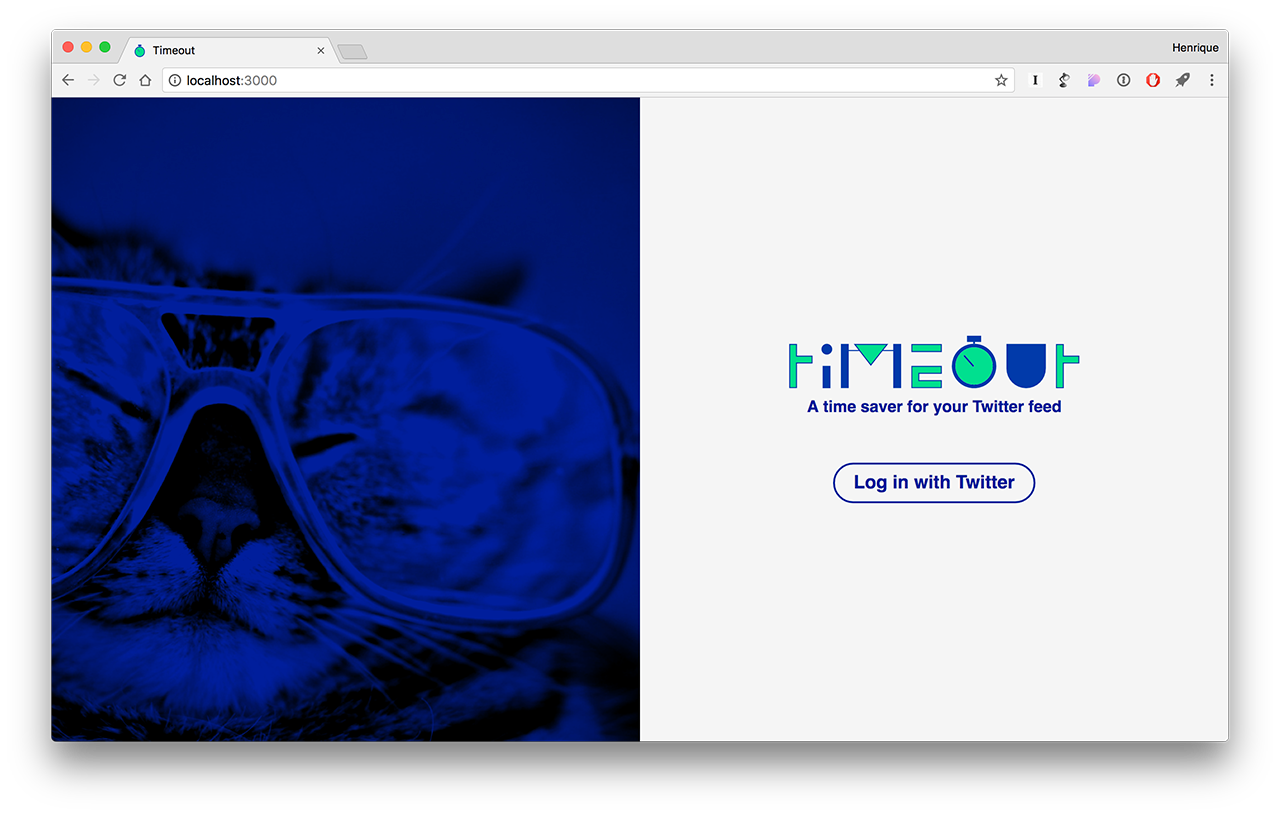 Timeout
Henrique
localhost:3000
tiMEOUt
A time saver for your Twitter feed
Log in with Twitter